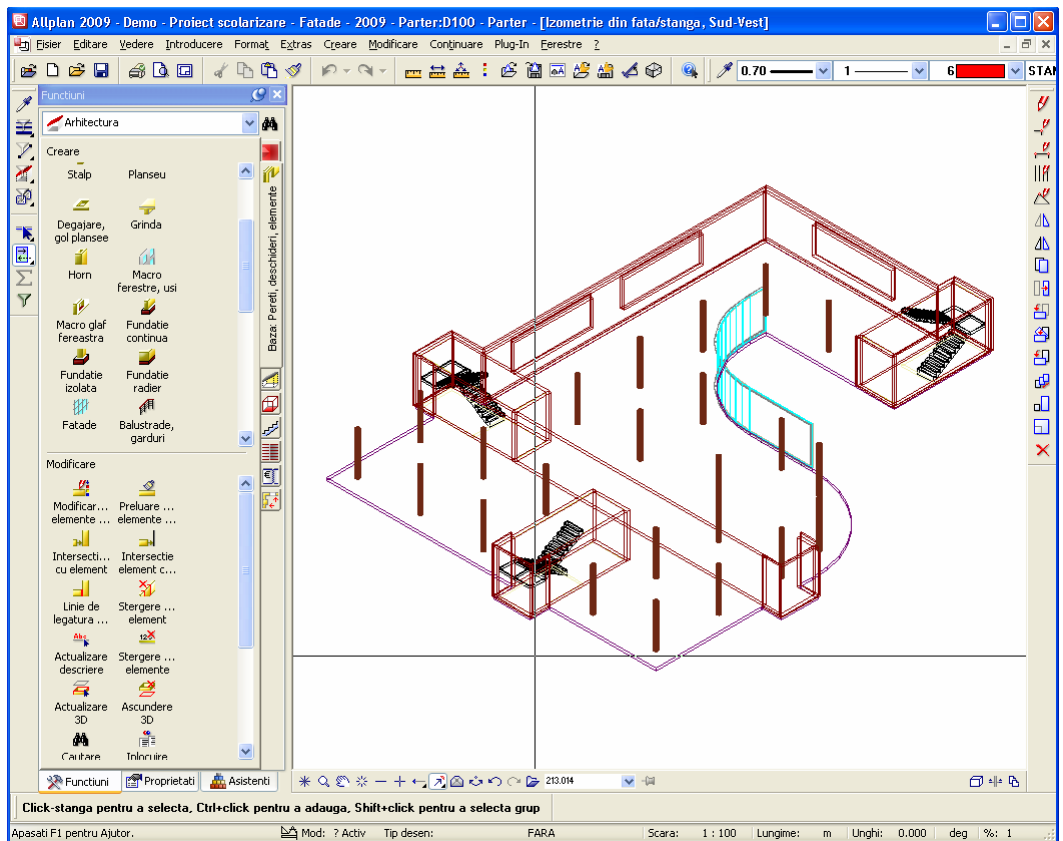 Allplan 2009 - Demo - Proiect scolarizare - Fatade - 2009 - Parter:D100 - Parter - [Izometrie din fata/stanga, Sud-Vest]
Fisier Editare Vedere Introducere Format Extras Creare Modificare Continuare Plug-In Ferestre ?
0.70 1 6 STAN
Functiuni
Arhitectura
Creare
Stalp Planseu
Degajare, gol plansee
Grinda
Horn
Macro ferestre, usi
Macro glaf fereastra
Fundatie continua
Fundatie izolata
Fundatie radier
Fatade
Balustrade, garduri
Baza: Pereti, deschideri, elemente
Modificare
Modificar... elemente ...
Preluare ... elemente ...
Intersecti... cu element
Intersectie element c...
Linie de legatura ...
Stergere ... element
Actualizare descriere
Stergere ... elemente
Actualizare 3D
Ascundere 3D
Cautare Inlocuire
Functiuni Proprietati Asistenti
213.014
Click-stanga pentru a selecta, Ctrl+click pentru a adauga, Shift+click pentru a selecta grup
Apasati F1 pentru Ajutor. Mod: ? Activ Tip desen: FARA Scara: 1 : 100 Lungime: m Unghi: 0.000 deg %: 1